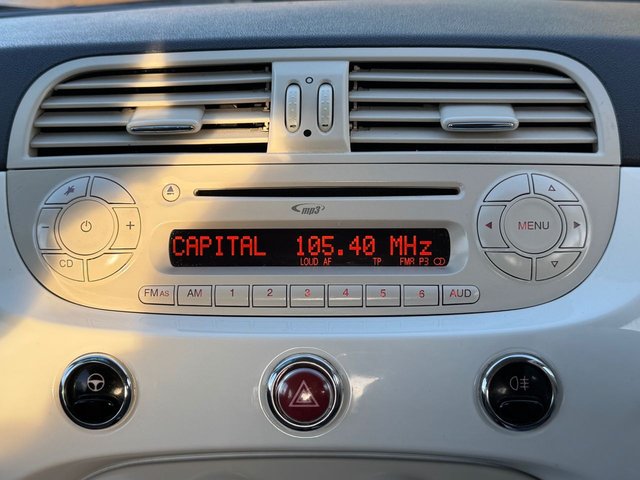 mp3
CAPITAL 105.40 MHz
LOUD AF TP FMR P3
CD
MENU
FM AS AM 1 2 3 4 5 6 AUD